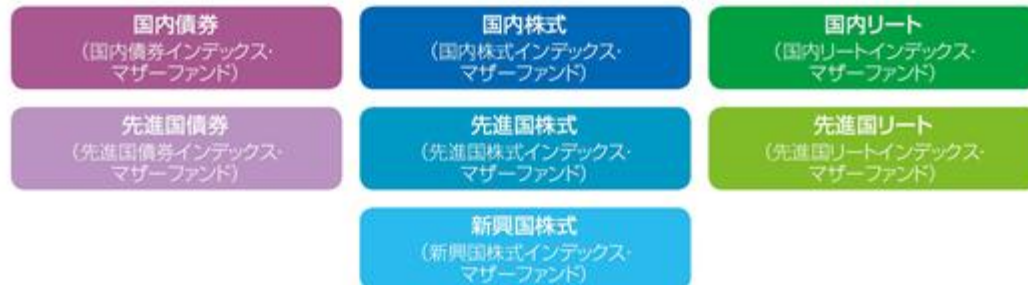 国内債券
(国内債券インデックス・
マザーファンド)
国内株式
(国内株式インデックス・
マザーファンド)
国内リート
(国内リートインデックス・
マザーファンド)
先進国債券
(先進国債券インデックス・
マザーファンド)
先進国株式
(先進国株式インデックス・
マザーファンド)
先進国リート
(先進国リートインデックス・
マザーファンド)
新興国株式
(新興国株式インデックス・
マザーファンド)